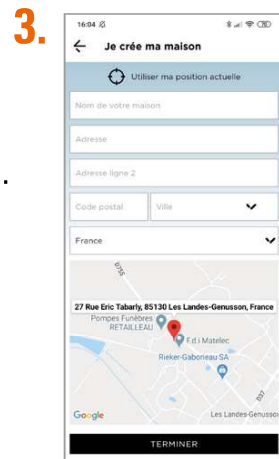 3.
16:04
Je crée ma maison
Utiliser ma position actuelle
Nom de votre maison
Adresse
Adresse ligne 2
Code postal
Ville
France
D755
27 Rue Eric Tabarly, 85130 Les Landes-Genusson, France
Pompes Funèbres
RETAILLEAU
F.d.i Matelec
Rieker-Gaborieau SA
Google
Les Landes-Genusson
TERMINER